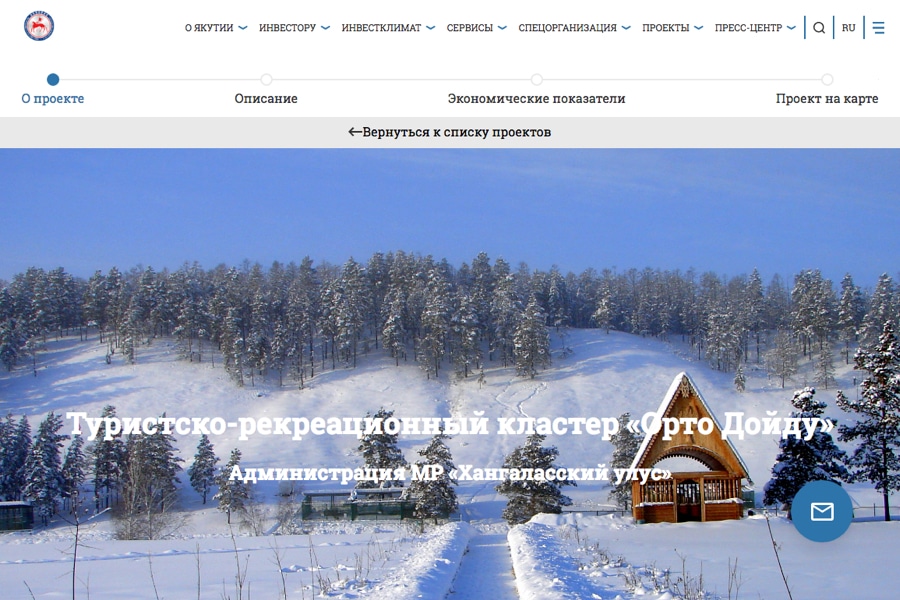 О ЯКУТИИ ИНВЕСТОРУ ИНВЕСТКЛИМАТ СЕРВИСЫ СПЕЦОРГАНИЗАЦИЯ ПРОЕКТЫ ПРЕСС-ЦЕНТР RU
О проекте Описание Экономические показатели Проект на карте
Вернуться к списку проектов
Туристско-рекреационный кластер «Орто Дойду»
Администрация МР «Хангаласский улус»